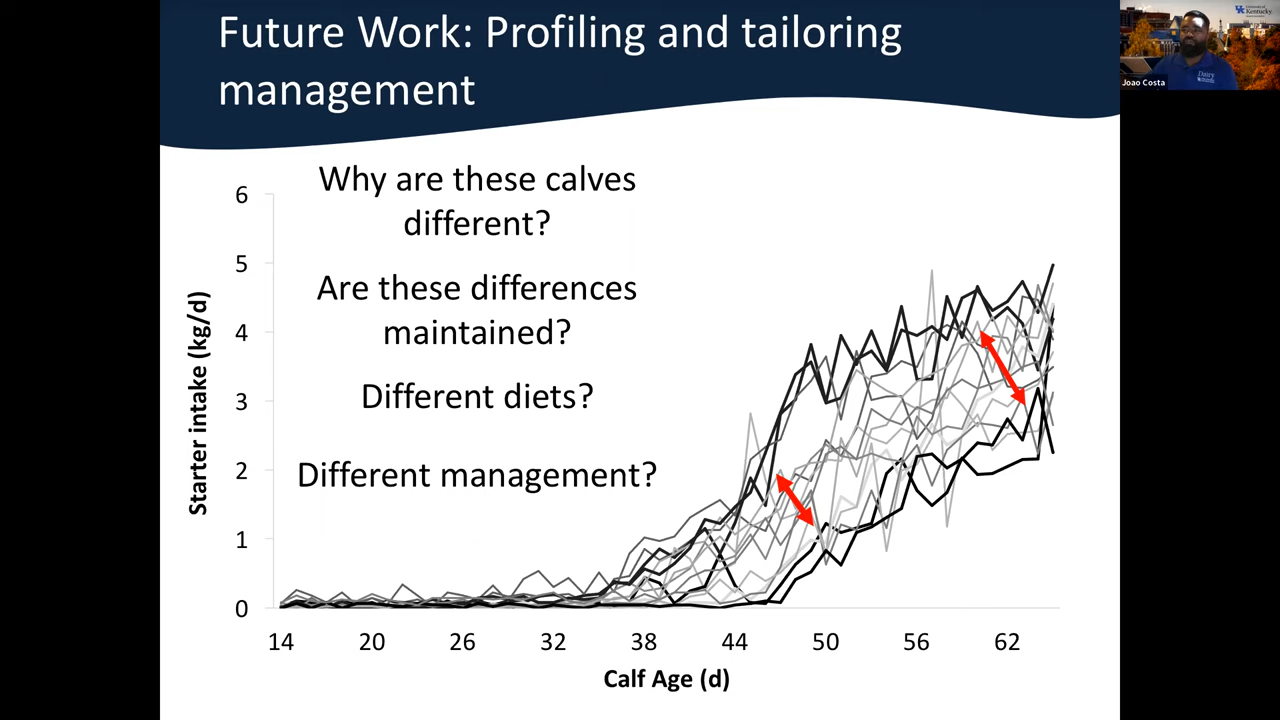 Future Work: Profiling and tailoring
management
Why are these calves
different?
Are these differences
maintained?
Different diets?
Different management?
Starter intake (kg/d)
6
5
4
3
2
1
0
14 20 26 32 38 44 50 56 62
Calf Age (d)
Kentucky
Dairy
Joao Costa